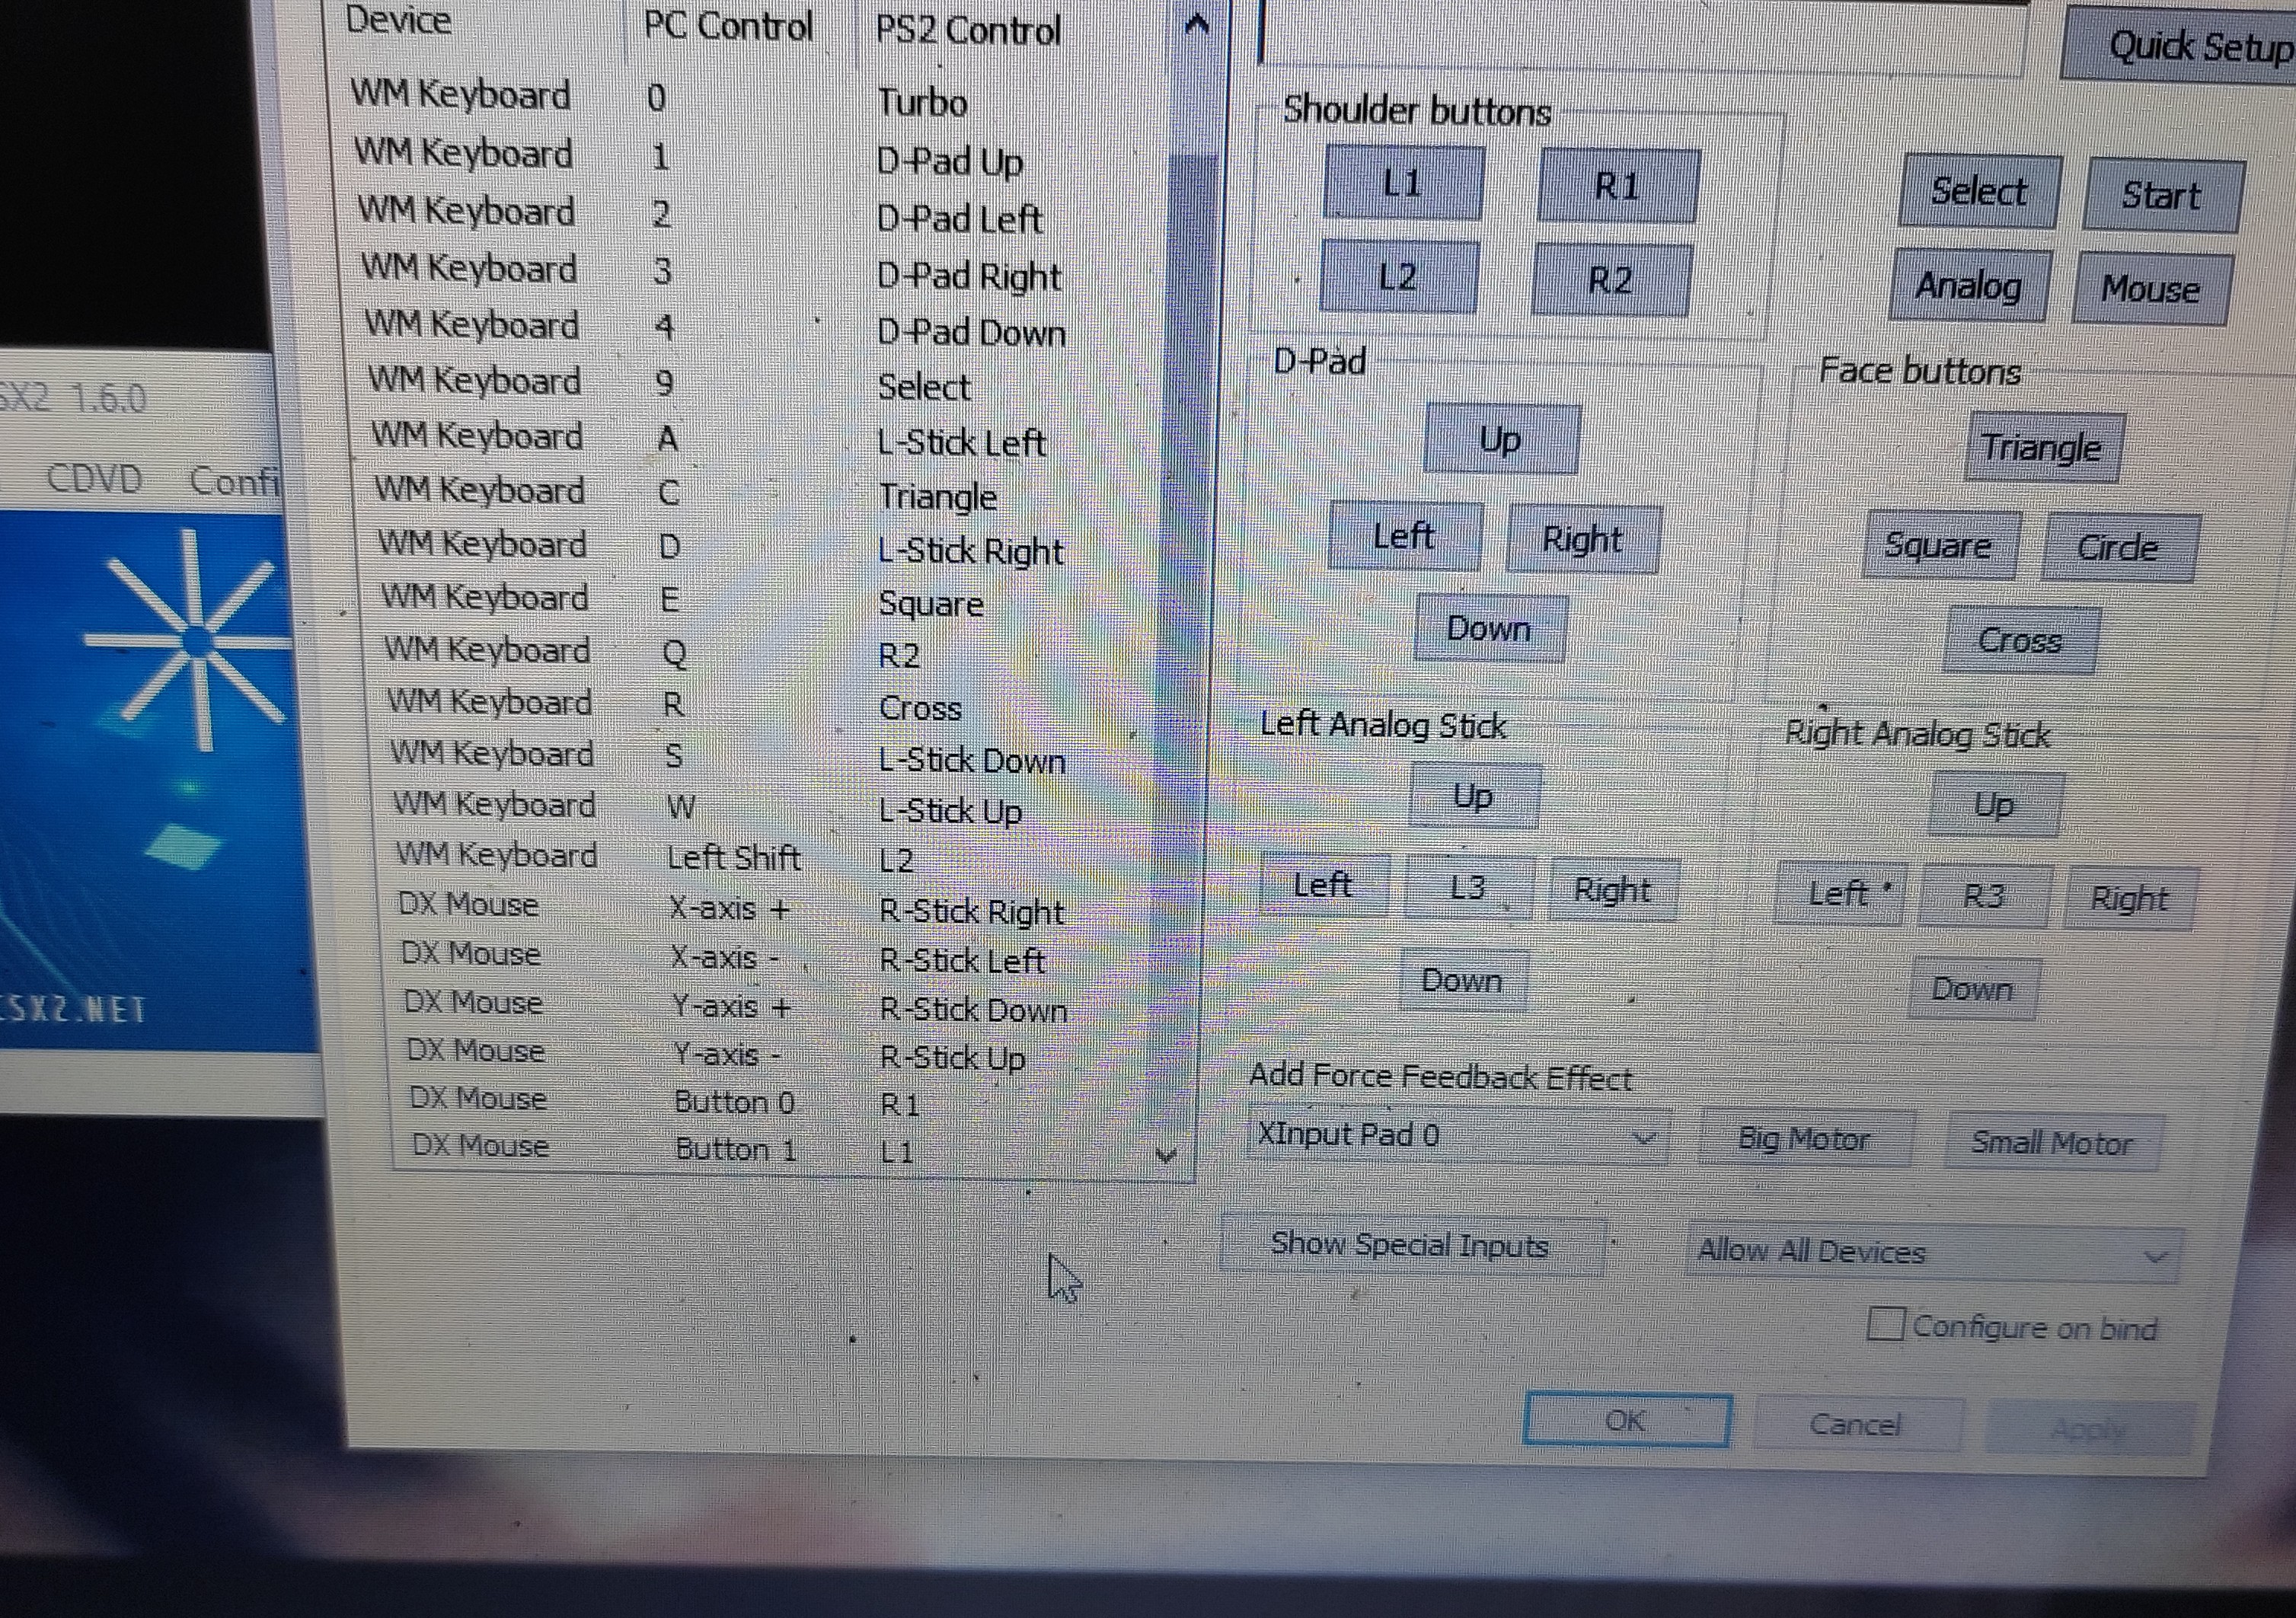 Device PC Control PS2 Control
WM Keyboard 0 Turbo
WM Keyboard 1 D-Pad Up
WM Keyboard 2 D-Pad Left
WM Keyboard 3 D-Pad Right
WM Keyboard 4 D-Pad Down
WM Keyboard 9 Select
WM Keyboard A L-Stick Left
WM Keyboard C Triangle
WM Keyboard D L-Stick Right
WM Keyboard E Square
WM Keyboard Q R2
WM Keyboard R Cross
WM Keyboard S L-Stick Down
WM Keyboard W L-Stick Up
WM Keyboard Left Shift L2
DX Mouse X-axis + R-Stick Right
DX Mouse X-axis - R-Stick Left
DX Mouse Y-axis + R-Stick Down
DX Mouse Y-axis - R-Stick Up
DX Mouse Button 0 R1
DX Mouse Button 1 L1
Quick Setup
Shoulder buttons
L1 R1
L2 R2
Select Start
Analog Mouse
D-Pad
Up
Left Right
Down
Face buttons
Triangle
Square Circle
Cross
Left Analog Stick
Up
Left L3 Right
Down
Right Analog Stick
Up
Left R3 Right
Down
Add Force Feedback Effect
XInput Pad 0 Big Motor Small Motor
Show Special Inputs Allow All Devices
Configure on bind
OK Cancel Apply
SX2 1.6.0
CDVD Confi
CSX2.NET